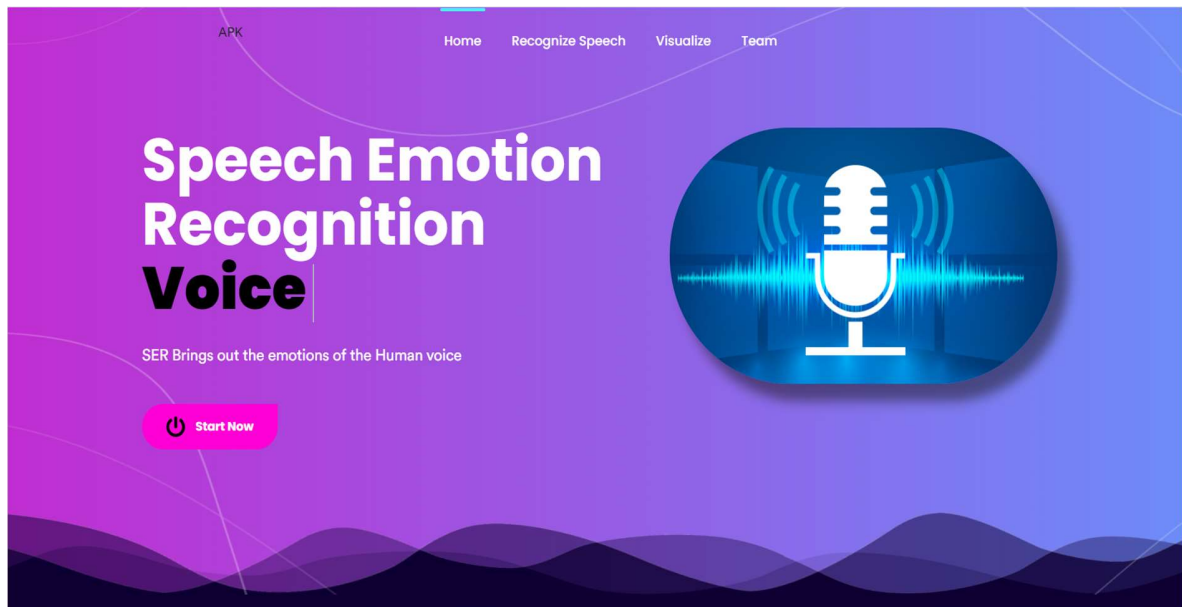 APK
Home Recognize Speech Visualize Team
Speech Emotion
Recognition
Voice
SER Brings out the emotions of the Human voice
Start Now